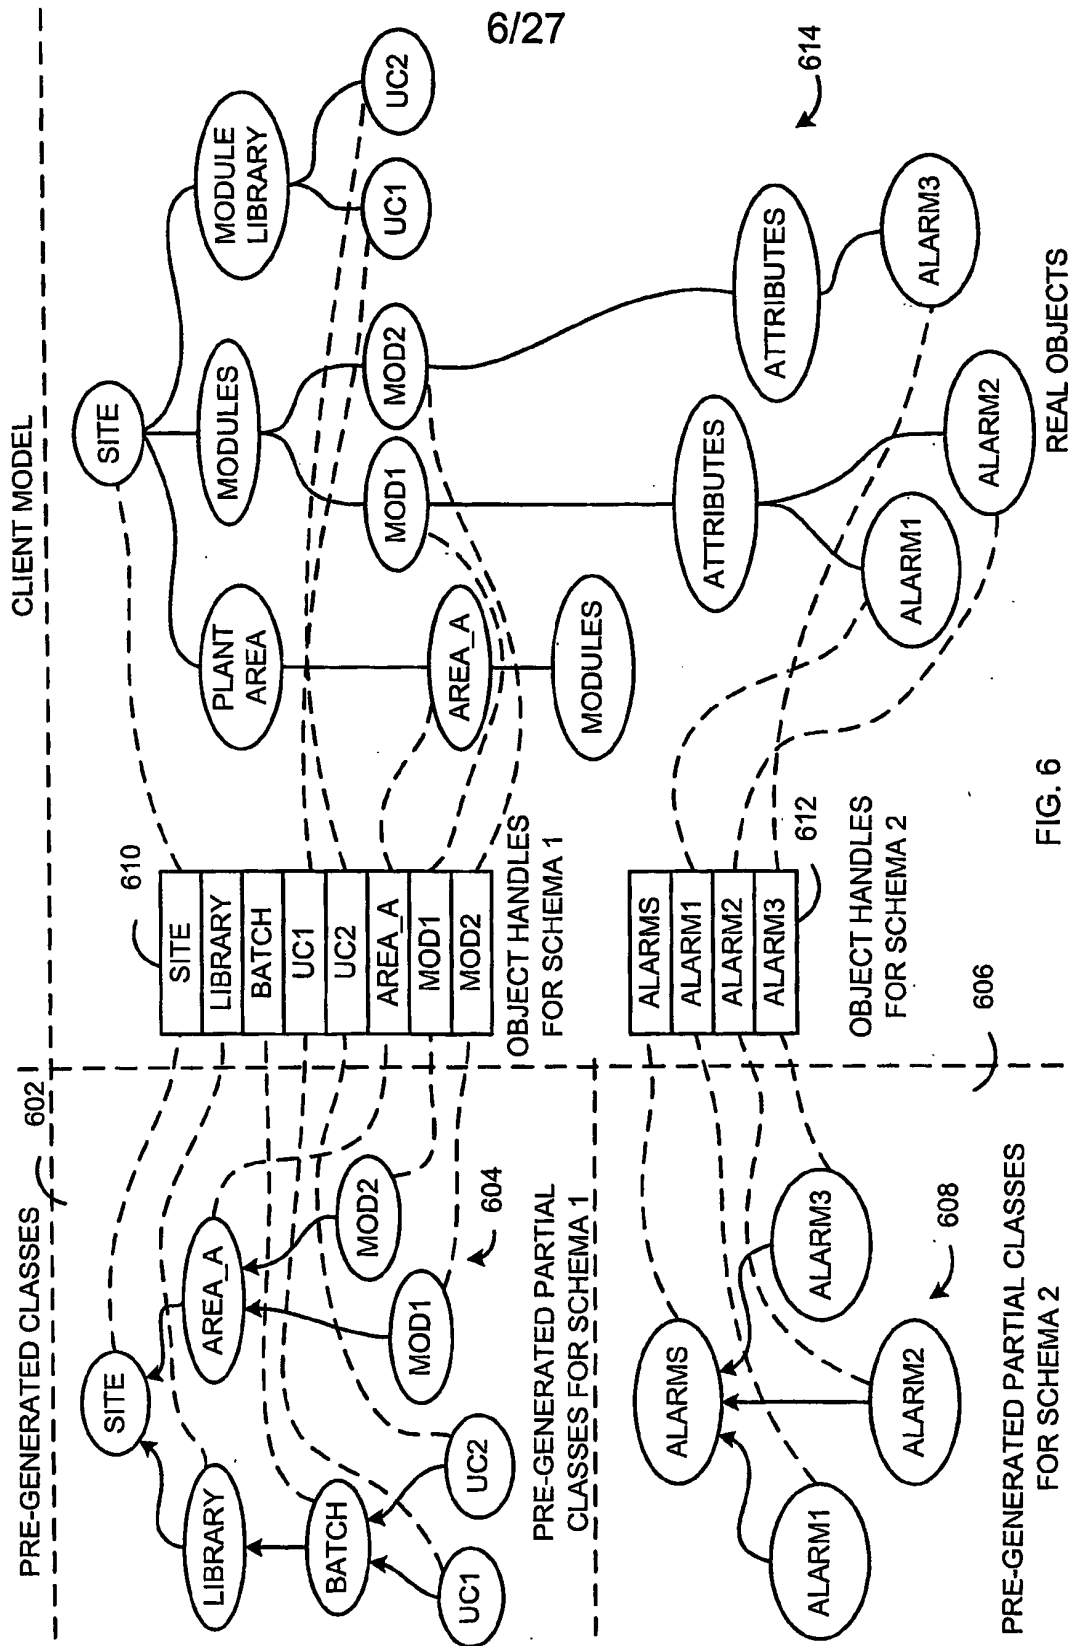 6/27
PRE-GENERATED CLASSES
602
CLIENT MODEL
SITE
LIBRARY
AREA_A
BATCH
MOD2
MOD1
UC1
UC2
604
PRE-GENERATED PARTIAL
CLASSES FOR SCHEMA 1
610
SITE
LIBRARY
BATCH
UC1
UC2
AREA_A
MOD1
MOD2
OBJECT HANDLES
FOR SCHEMA 1
SITE
PLANT
AREA
MODULES
MODULE
LIBRARY
MOD1
MOD2
UC1
UC2
AREA_A
MODULES
ATTRIBUTES
ATTRIBUTES
ALARM1
ALARM2
ALARM3
614
REAL OBJECTS
ALARMS
ALARM1
ALARM2
ALARM3
608
PRE-GENERATED PARTIAL CLASSES
FOR SCHEMA 2
ALARMS
ALARM1
ALARM2
ALARM3
612
OBJECT HANDLES
FOR SCHEMA 2
606
FIG. 6